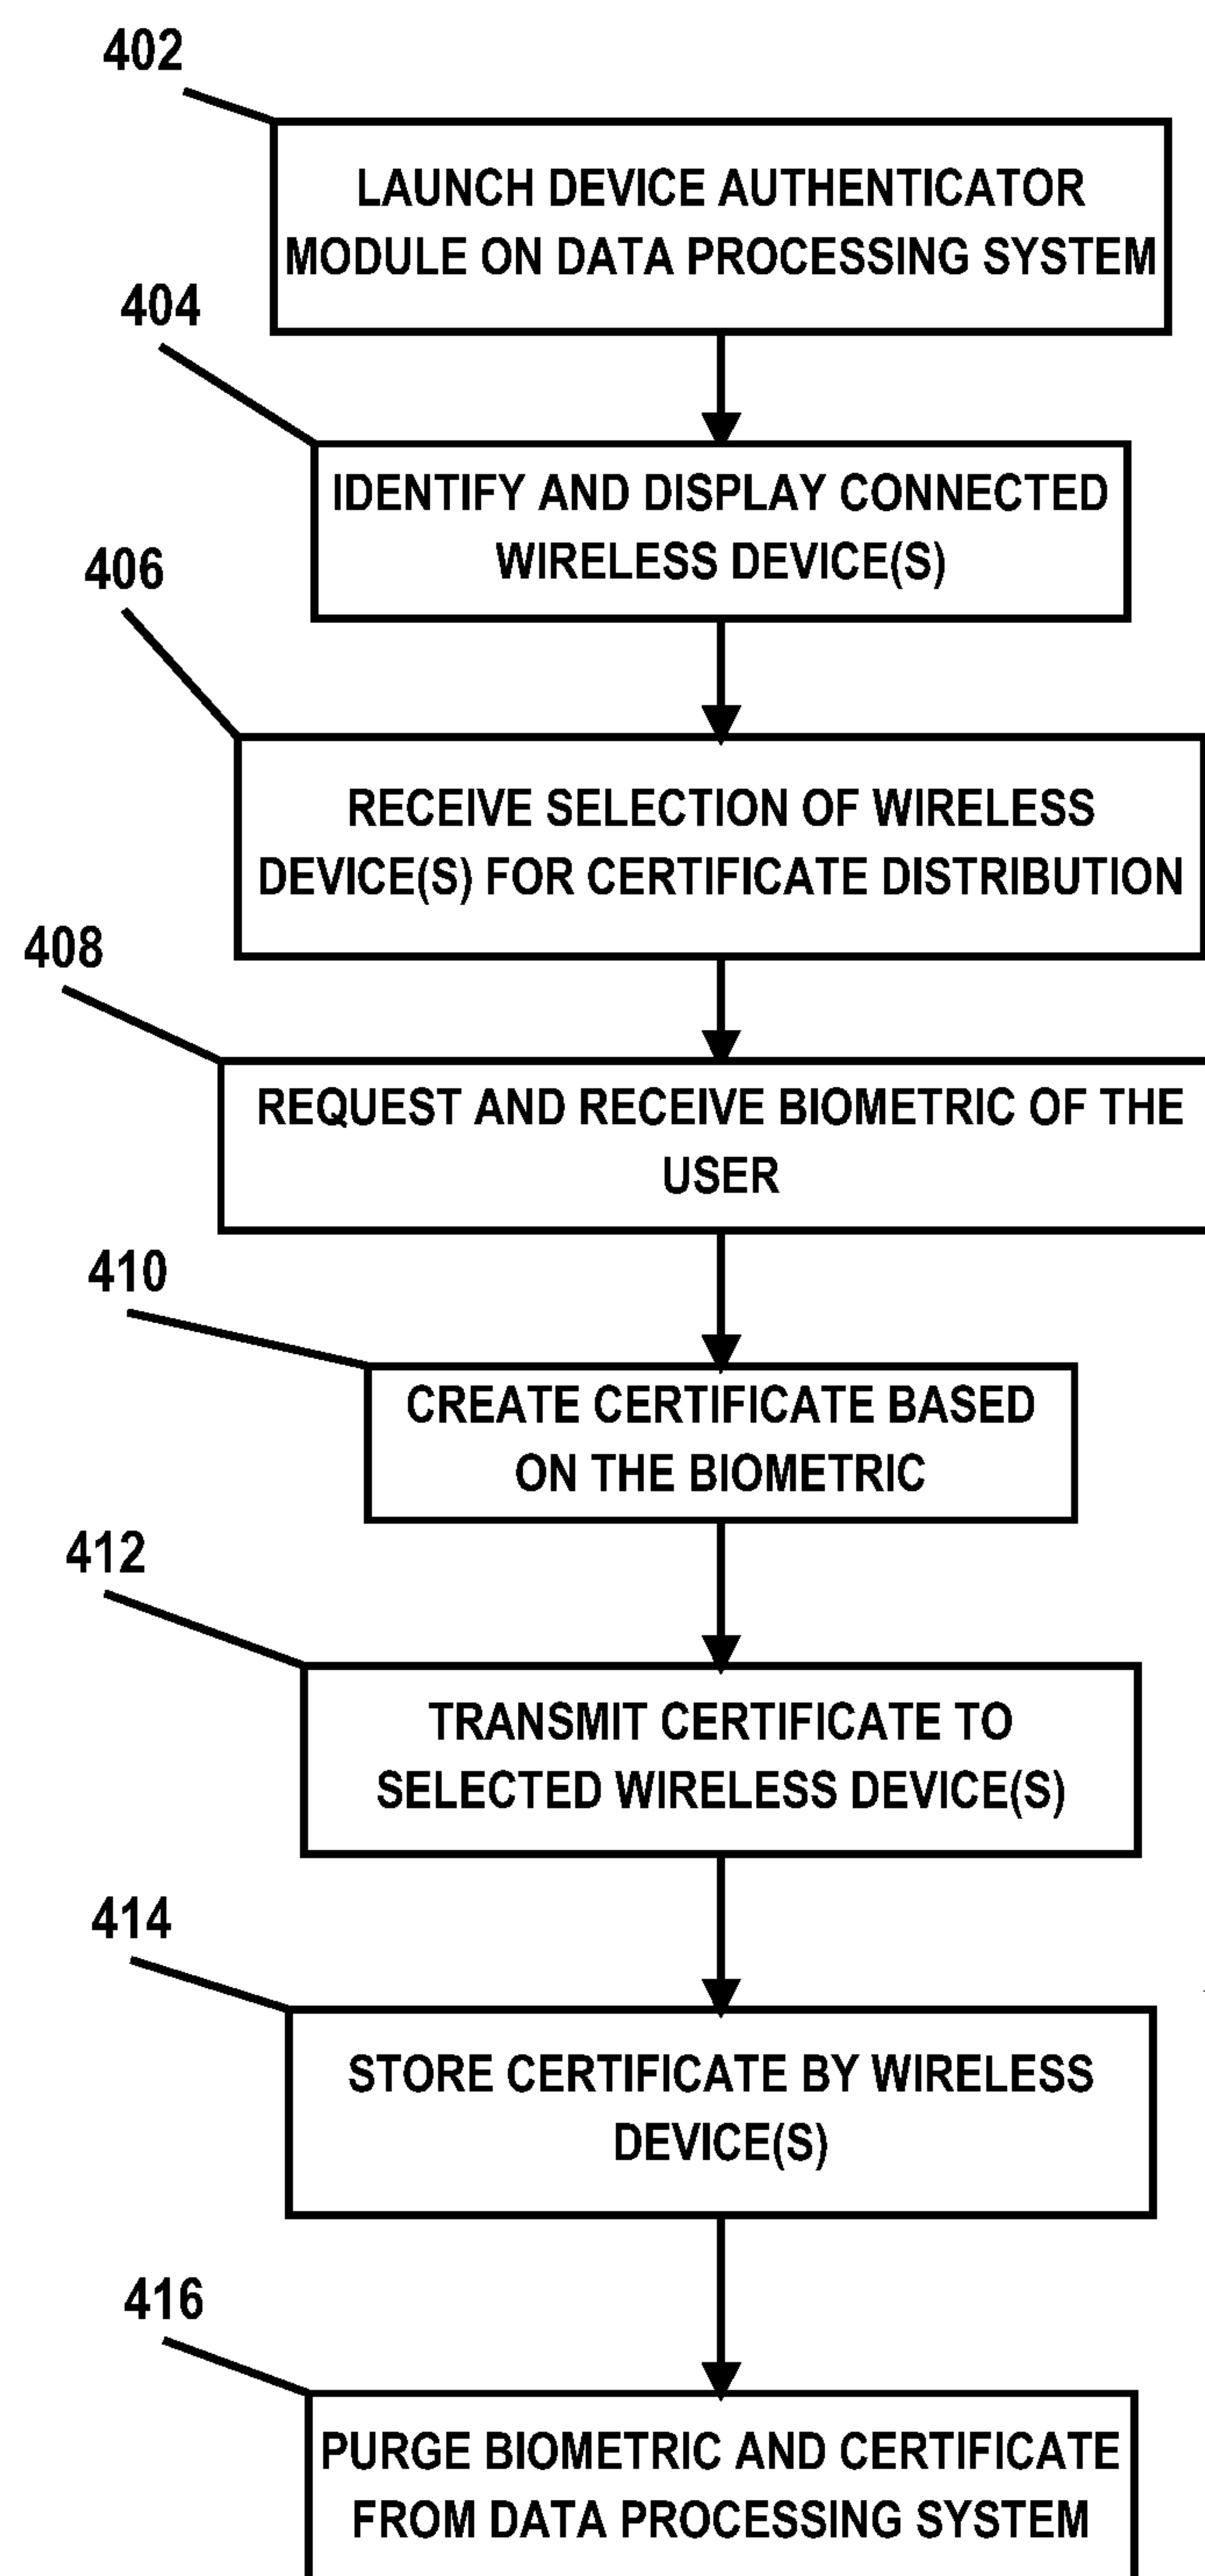 402
LAUNCH DEVICE AUTHENTICATOR
MODULE ON DATA PROCESSING SYSTEM
404
IDENTIFY AND DISPLAY CONNECTED
WIRELESS DEVICE(S)
406
RECEIVE SELECTION OF WIRELESS
DEVICE(S) FOR CERTIFICATE DISTRIBUTION
408
REQUEST AND RECEIVE BIOMETRIC OF THE
USER
410
CREATE CERTIFICATE BASED
ON THE BIOMETRIC
412
TRANSMIT CERTIFICATE TO
SELECTED WIRELESS DEVICE(S)
414
STORE CERTIFICATE BY WIRELESS
DEVICE(S)
416
PURGE BIOMETRIC AND CERTIFICATE
FROM DATA PROCESSING SYSTEM